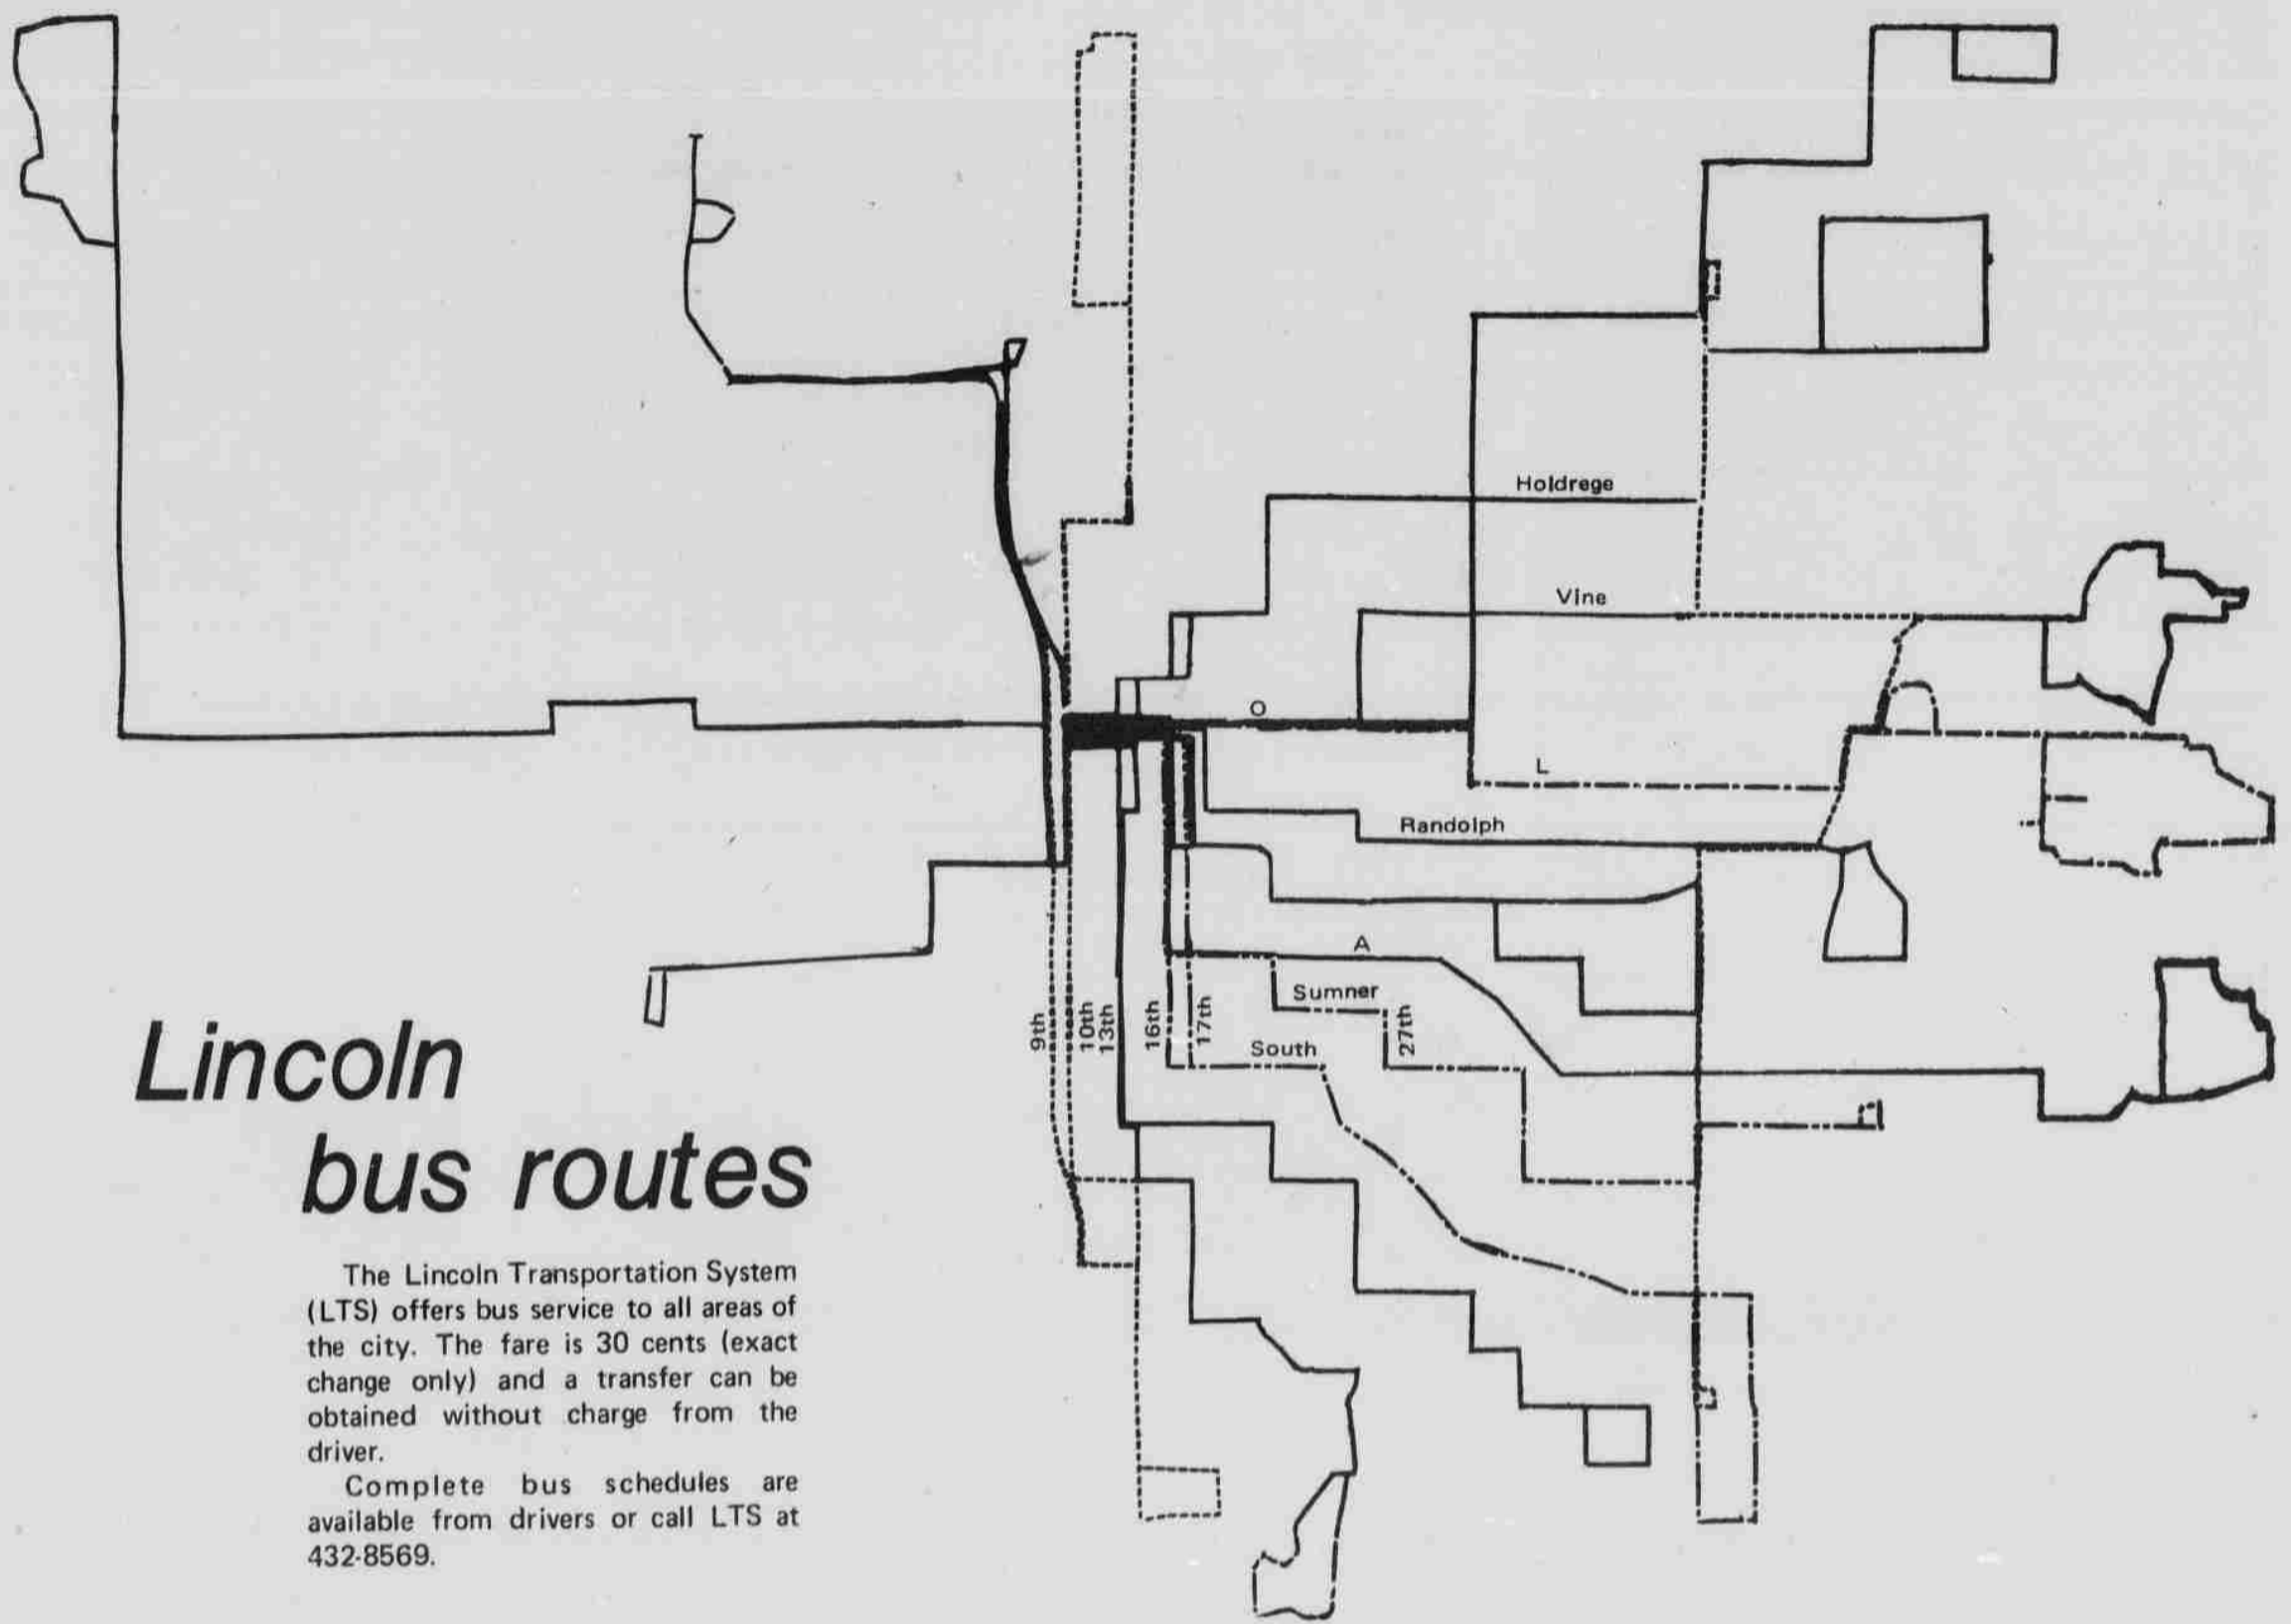 Holdrege
Vine
O
L
Randolph
A
Sumner
South
9th
10th
13th
16th
17th
27th
Lincoln
bus routes
The Lincoln Transportation System
(LTS) offers bus service to all areas of
the city. The fare is 30 cents (exact
change only) and a transfer can be
obtained without charge from the
driver.
Complete bus schedules are
available from drivers or call LTS at
432-8569.